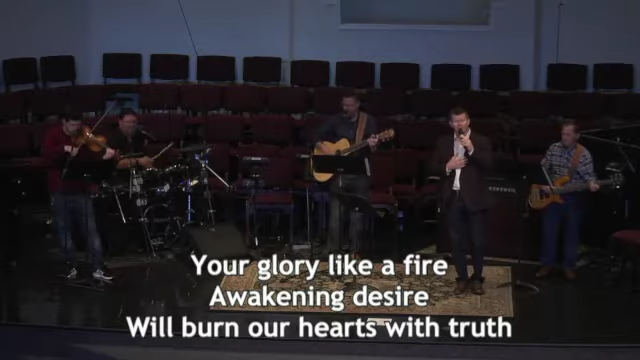 Your glory like a fire
Awakening desire
Will burn our hearts with truth